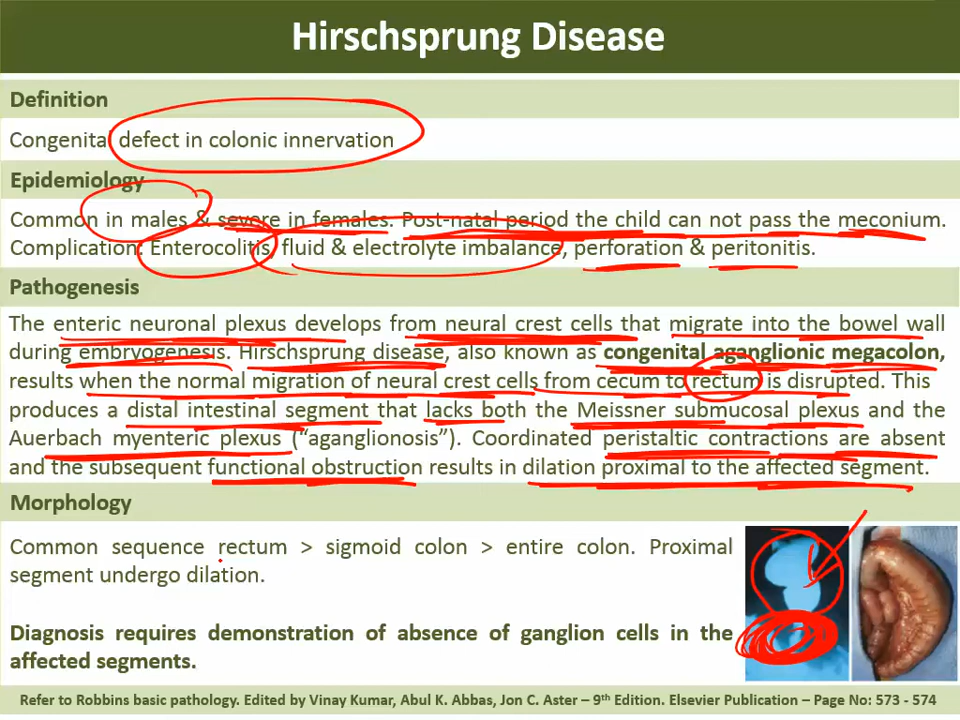 Hirschsprung Disease
Definition
Congenital defect in colonic innervation
Epidemiology
Common in males & severe in females. Post-natal period the child can not pass the meconium.
Complication: Enterocolitis, fluid & electrolyte imbalance, perforation & peritonitis.
Pathogenesis
The enteric neuronal plexus develops from neural crest cells that migrate into the bowel wall
during embryogenesis. Hirschsprung disease, also known as congenital aganglionic megacolon,
results when the normal migration of neural crest cells from cecum to rectum is disrupted. This
produces a distal intestinal segment that lacks both the Meissner submucosal plexus and the
Auerbach myenteric plexus (“aganglionosis”). Coordinated peristaltic contractions are absent
and the subsequent functional obstruction results in dilation proximal to the affected segment.
Morphology
Common sequence rectum > sigmoid colon > entire colon. Proximal
segment undergo dilation.
Diagnosis requires demonstration of absence of ganglion cells in the
affected segments.
Refer to Robbins basic pathology. Edited by Vinay Kumar, Abul K. Abbas, Jon C. Aster – 9th Edition. Elsevier Publication – Page No: 573 - 574